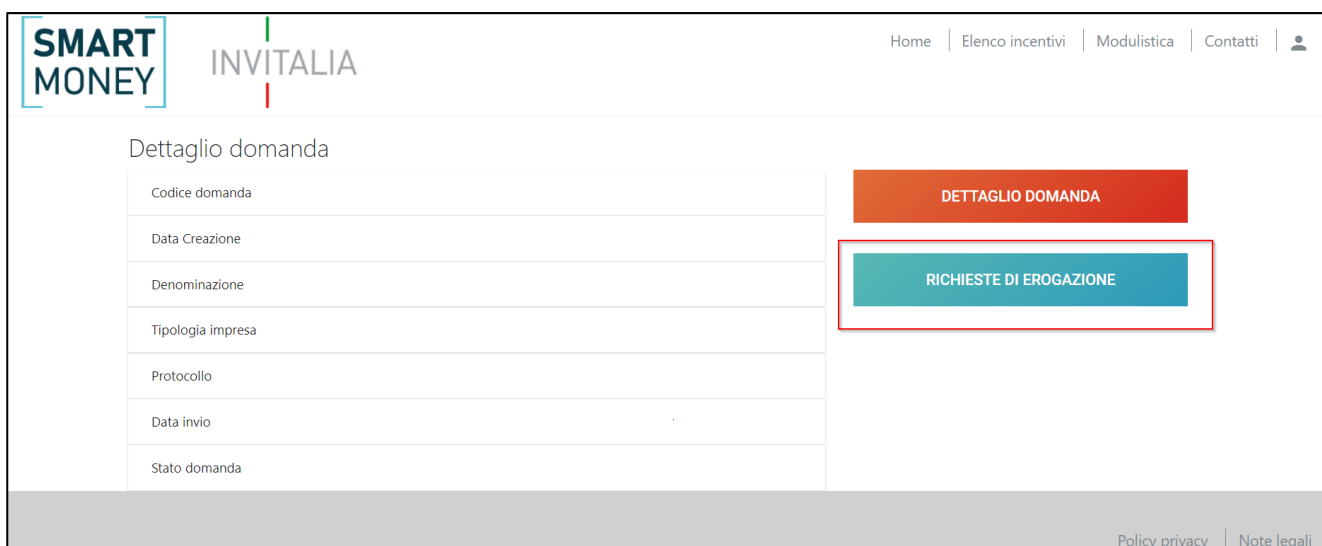 SMART
MONEY
INVITALIA
Home
Elenco incentivi
Modulistica
Contatti
Dettaglio domanda
Codice domanda
Data Creazione
Denominazione
Tipologia impresa
Protocollo
Data invio
Stato domanda
DETTAGLIO DOMANDA
RICHIESTE DI EROGAZIONE
Policy privacy
Note legali